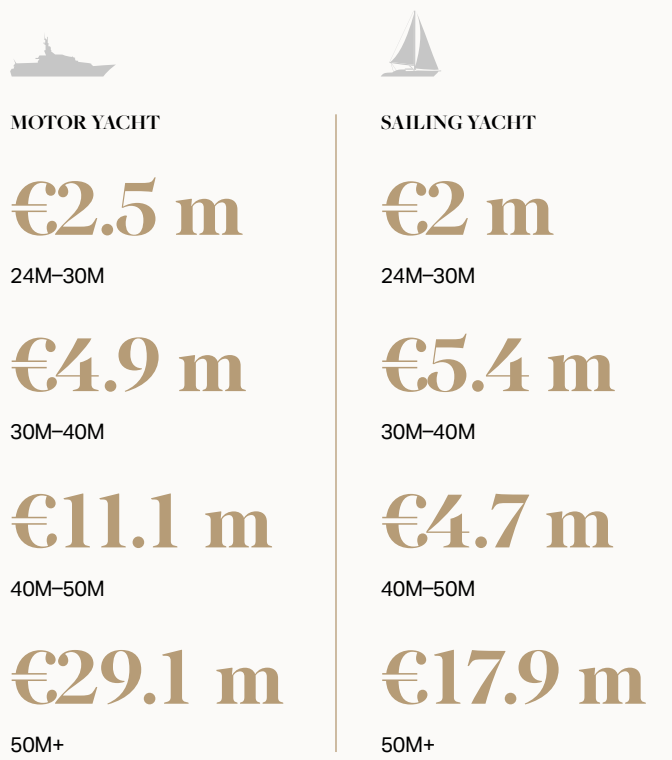 MOTOR YACHT
€2.5 m
24M–30M
€4.9 m
30M–40M
€11.1 m
40M–50M
€29.1 m
50M+
SAILING YACHT
€2 m
24M–30M
€5.4 m
30M–40M
€4.7 m
40M–50M
€17.9 m
50M+